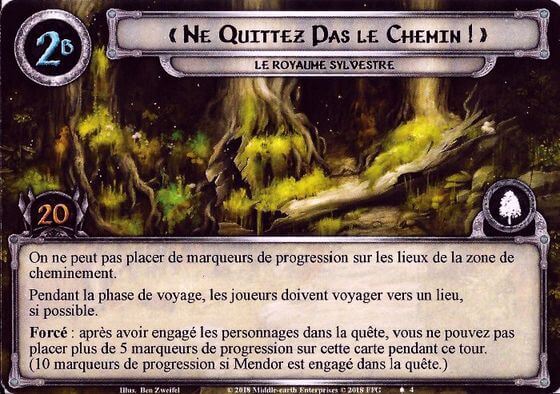 2B
⟨ NE QUITTEZ PAS LE CHEMIN ! ⟩
LE ROYAUME SYLVESTRE
20
On ne peut pas placer de marqueurs de progression sur les lieux de la zone de
cheminement.
Pendant la phase de voyage, les joueurs doivent voyager vers un lieu,
si possible.
Forcé : après avoir engagé les personnages dans la quête, vous ne pouvez pas
placer plus de 5 marqueurs de progression sur cette carte pendant ce tour.
(10 marqueurs de progression si Mendor est engagé dans la quête.)
Illus. Ben Zweifel © 2018 Middle-earth Enterprises © 2018 FFG 4